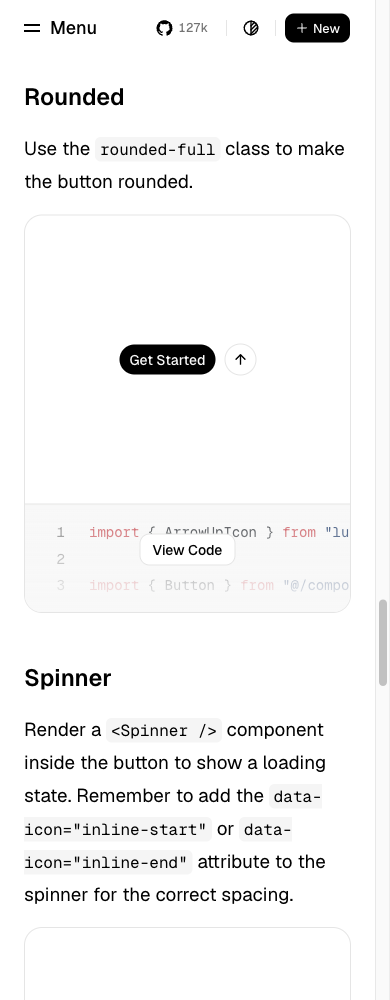 Menu 127k + New
Rounded
Use the rounded-full class to make
the button rounded.
Get Started
1 import { ArrowUpIcon } from "lu
View Code
2
3 import { Button } from "@/compo
Spinner
Render a <Spinner /> component
inside the button to show a loading
state. Remember to add the data-
icon="inline-start" or data-
icon="inline-end" attribute to the
spinner for the correct spacing.